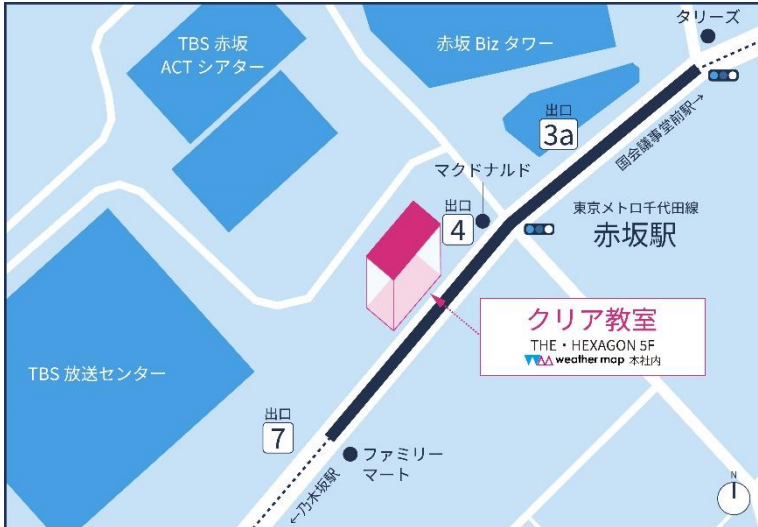 タリーズ
TBS 赤坂
ACT シアター
赤坂 Biz タワー
出口
3a
国会議事堂前駅→
マクドナルド
出口
4
東京メトロ千代田線
赤坂駅
クリア教室
THE・HEXAGON 5F
weathermap 本社内
TBS 放送センター
出口
7
ファミリー
マート
←乃木坂駅
N